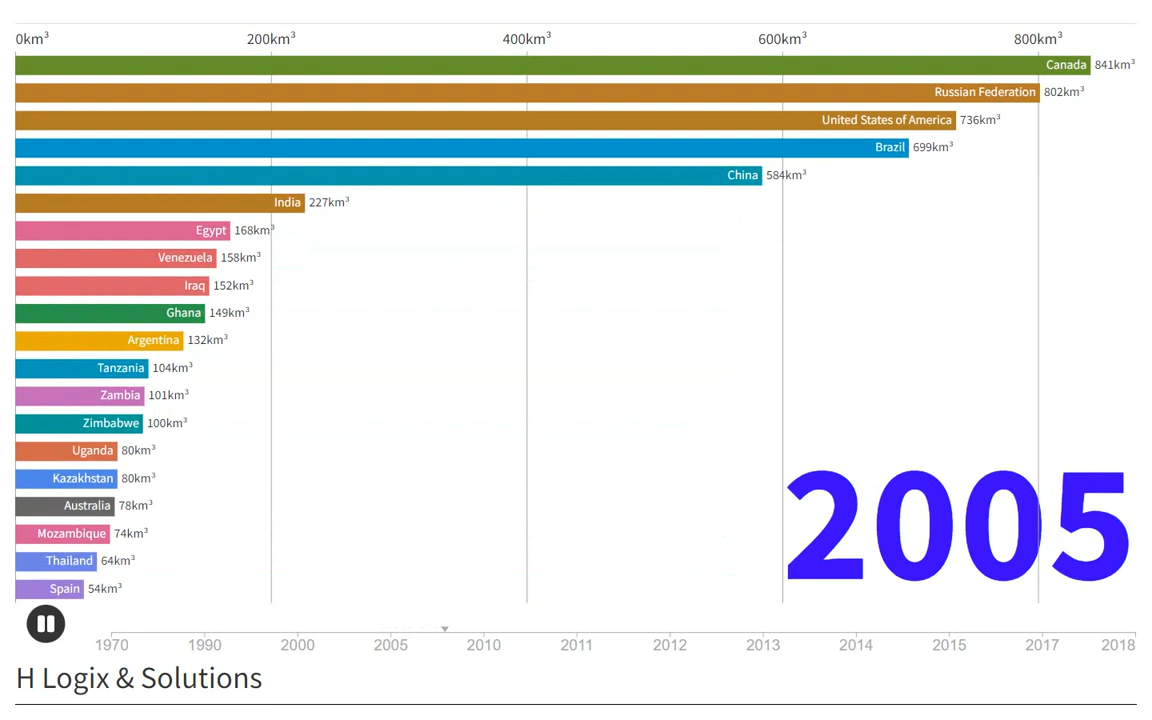 0km³ 200km³ 400km³ 600km³ 800km³
Canada 841km³
Russian Federation 802km³
United States of America 736km³
Brazil 699km³
China 584km³
India 227km³
Egypt 168km³
Venezuela 158km³
Iraq 152km³
Ghana 149km³
Argentina 132km³
Tanzania 104km³
Zambia 101km³
Zimbabwe 100km³
Uganda 80km³
Kazakhstan 80km³
Australia 78km³
Mozambique 74km³
Thailand 64km³
Spain 54km³
2005
1970 1990 2000 2005 2010 2011 2012 2013 2014 2015 2017 2018
H Logix & Solutions